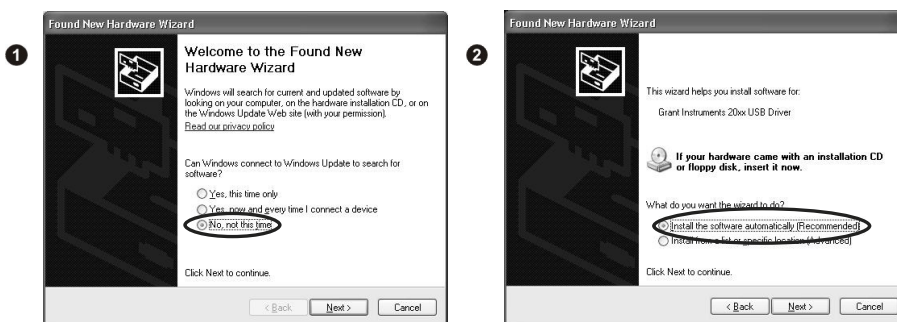 1
Found New Hardware Wizard
Welcome to the Found New
Hardware Wizard
Windows will search for current and updated software by
looking on your computer, on the hardware installation CD, or on
the Windows Update Web site (with your permission).
Read our privacy policy
Can Windows connect to Windows Update to search for
software?
Yes, this time only
Yes, now and every time I connect a device
No, not this time
Click Next to continue.
< Back Next > Cancel
2
Found New Hardware Wizard
This wizard helps you install software for:
Grant Instruments 20xx USB Driver
If your hardware came with an installation CD
or floppy disk, insert it now.
What do you want the wizard to do?
Install the software automatically (Recommended)
Install from a list or specific location (Advanced)
Click Next to continue.
< Back Next > Cancel